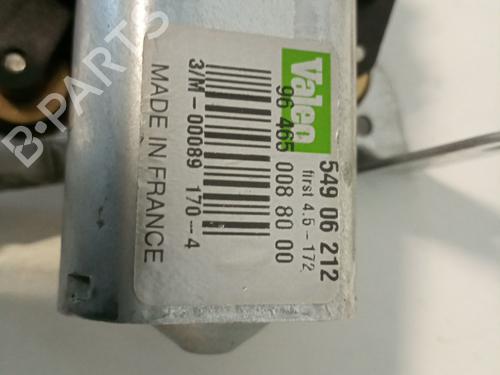 Valeo
549 06 212
first 4.5-172
96 465 008 80 00
3/M-00089 170--4
MADE IN FRANCE
B-PARTS